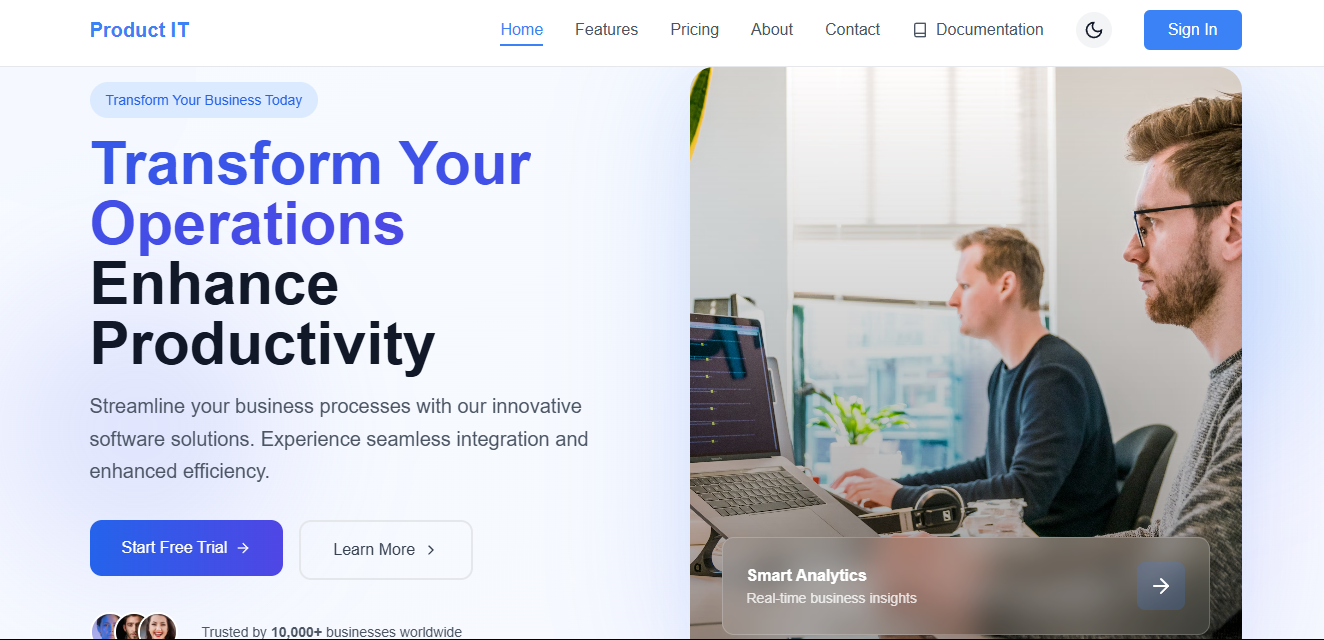 Product IT
Home
Features
Pricing
About
Contact
Documentation
Sign In
Transform Your Business Today
Transform Your
Operations
Enhance
Productivity
Streamline your business processes with our innovative
software solutions. Experience seamless integration and
enhanced efficiency.
Start Free Trial
Learn More
Trusted by 10,000+ businesses worldwide
Smart Analytics
Real-time business insights